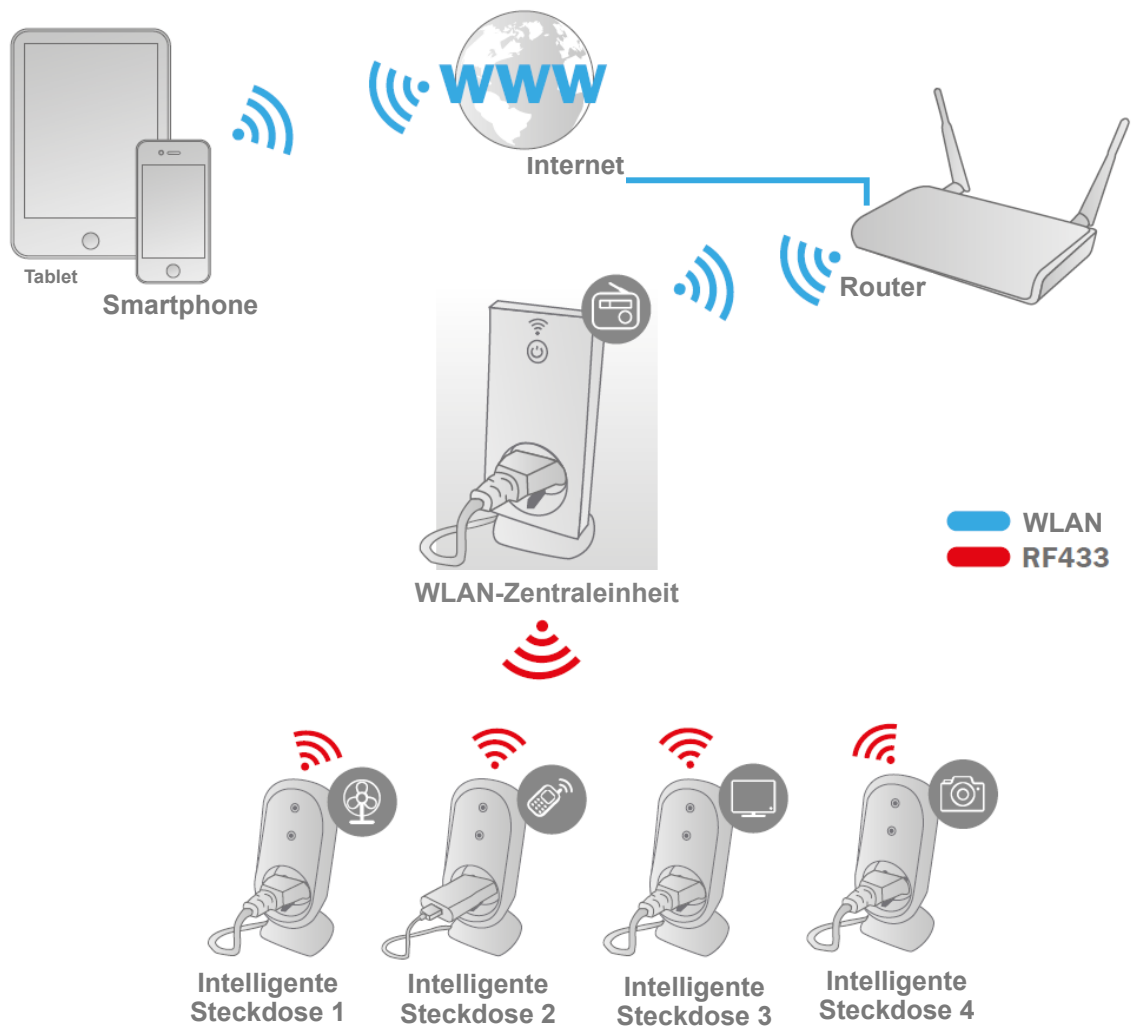 WWW
Internet
Tablet
Smartphone
Router
WLAN
RF433
WLAN-Zentraleinheit
Intelligente
Steckdose 1
Intelligente
Steckdose 2
Intelligente
Steckdose 3
Intelligente
Steckdose 4